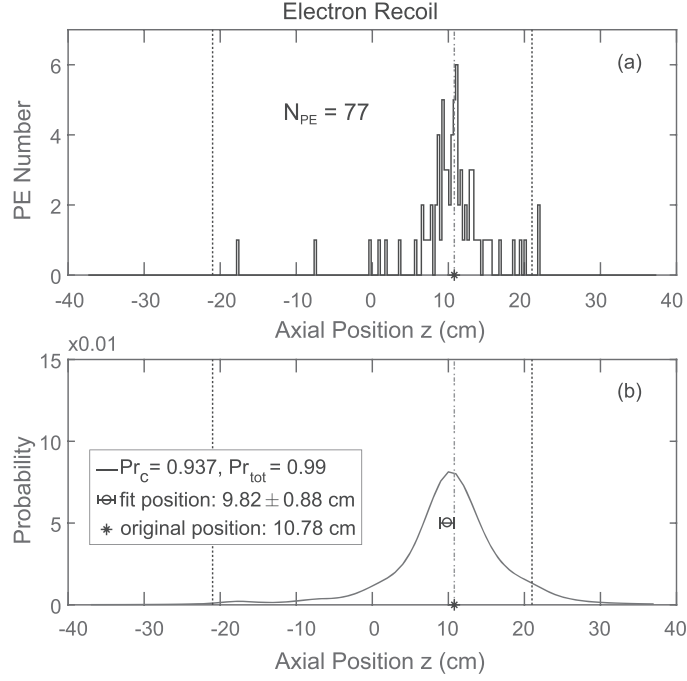 Electron Recoil
(a)
N_PE = 77
PE Number
6
4
2
0
-40 -30 -20 -10 0 10 20 30 40
Axial Position z (cm)
x0.01
(b)
Probability
15
10
5
0
Pr_c= 0.937, Pr_tot = 0.99
fit position: 9.82 ± 0.88 cm
original position: 10.78 cm
-40 -30 -20 -10 0 10 20 30 40
Axial Position z (cm)